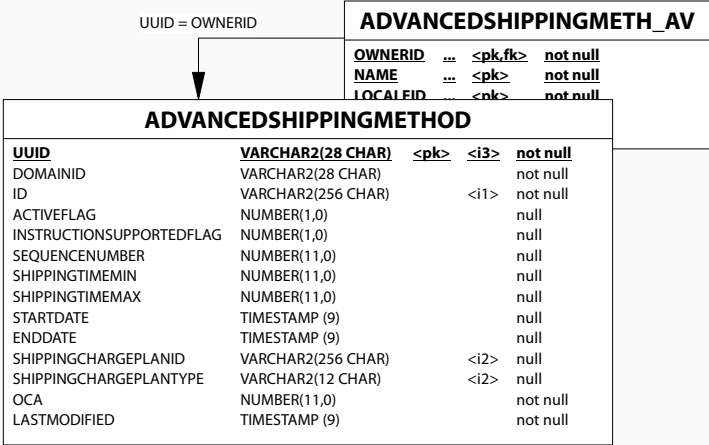 UUID = OWNERID
ADVANCEDSHIPPINGMETH_AV
OWNERID ... <pk,fk> not null
NAME ... <pk> not null
LOCALEID ... <pk> not null
ADVANCEDSHIPPINGMETHOD
UUID VARCHAR2(28 CHAR) <pk> <i3> not null
DOMAINID VARCHAR2(28 CHAR) not null
ID VARCHAR2(256 CHAR) <i1> not null
ACTIVEFLAG NUMBER(1,0) null
INSTRUCTIONSUPPORTEDFLAG NUMBER(1,0) null
SEQUENCENUMBER NUMBER(11,0) null
SHIPPINGTIMEMIN NUMBER(11,0) null
SHIPPINGTIMEMAX NUMBER(11,0) null
STARTDATE TIMESTAMP (9) null
ENDDATE TIMESTAMP (9) null
SHIPPINGCHARGEPLANID VARCHAR2(256 CHAR) <i2> null
SHIPPINGCHARGEPLANTYPE VARCHAR2(12 CHAR) <i2> null
OCA NUMBER(11,0) not null
LASTMODIFIED TIMESTAMP (9) not null